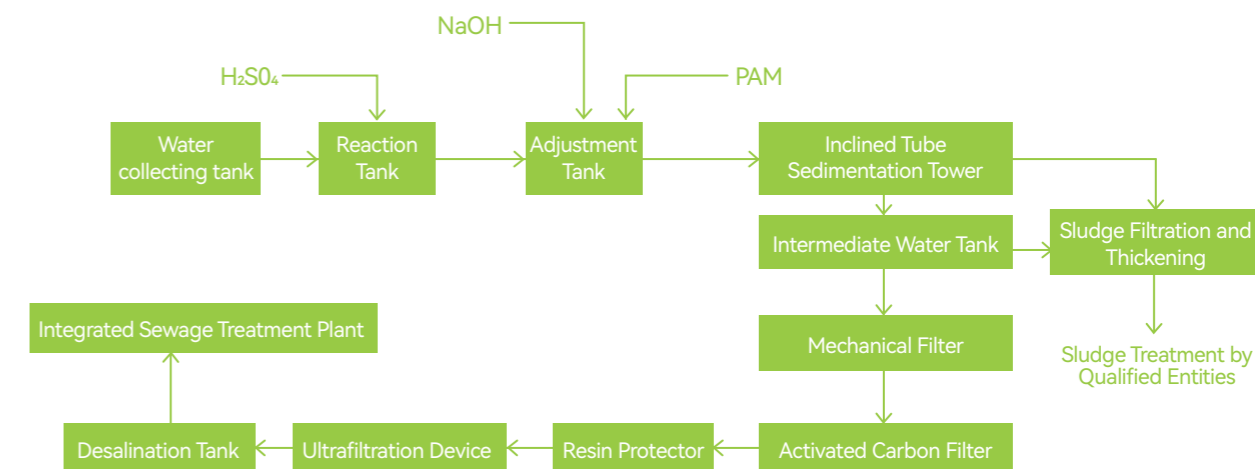 NaOH
H₂S0₄
PAM
Water
collecting tank
Reaction
Tank
Adjustment
Tank
Inclined Tube
Sedimentation Tower
Intermediate Water Tank
Sludge Filtration and
Thickening
Integrated Sewage Treatment Plant
Mechanical Filter
Sludge Treatment by
Qualified Entities
Desalination Tank
Ultrafiltration Device
Resin Protector
Activated Carbon Filter